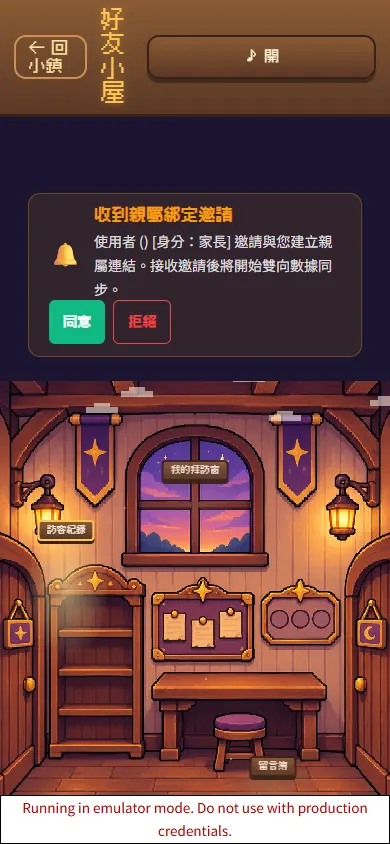 ← 回
小鎮
好友小屋
♪ 開
收到親屬綁定邀請
使用者 () [身分：家長] 邀請與您建立親
屬連結。接收邀請後將開始雙向數據同
步。
同意
拒絕
我的拜訪窗
訪客紀錄
留言簿
Running in emulator mode. Do not use with production
credentials.